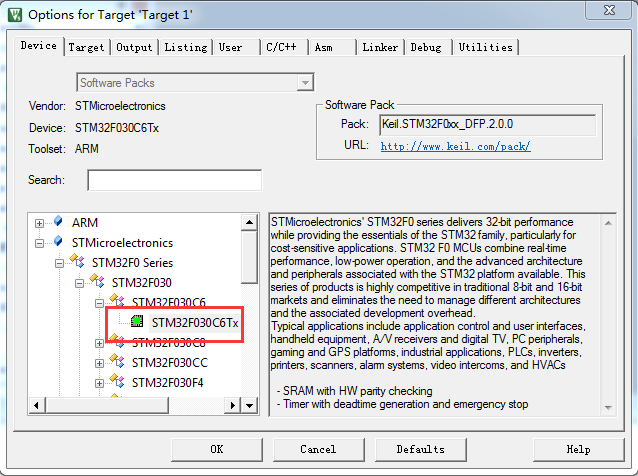 Options for Target 'Target 1'
Device Target Output Listing User C/C++ Asm Linker Debug Utilities
Software Packs
Vendor: STMicroelectronics
Device: STM32F030C6Tx
Toolset: ARM
Search:
Software Pack
Pack: Keil.STM32F0xx_DFP.2.0.0
URL: http://www.keil.com/pack/
ARM
STMicroelectronics
STM32F0 Series
STM32F030
STM32F030C6
STM32F030C6Tx
STM32F030C8
STM32F030CC
STM32F030F4
STMicroelectronics' STM32F0 series delivers 32-bit performance
while providing the essentials of the STM32 family, particularly for
cost-sensitive applications. STM32 F0 MCUs combine real-time
performance, low-power operation, and the advanced architecture
and peripherals associated with the STM32 platform available. This
series of products is highly competitive in traditional 8-bit and 16-bit
markets and eliminates the need to manage different architectures
and the associated development overhead.
Typical applications include application control and user interfaces,
handheld equipment, A/V receivers and digital TV, PC peripherals,
gaming and GPS platforms, industrial applications, PLCs, inverters,
printers, scanners, alarm systems, video intercoms, and HVACs
- SRAM with HW parity checking
- Timer with deadtime generation and emergency stop
OK Cancel Defaults Help